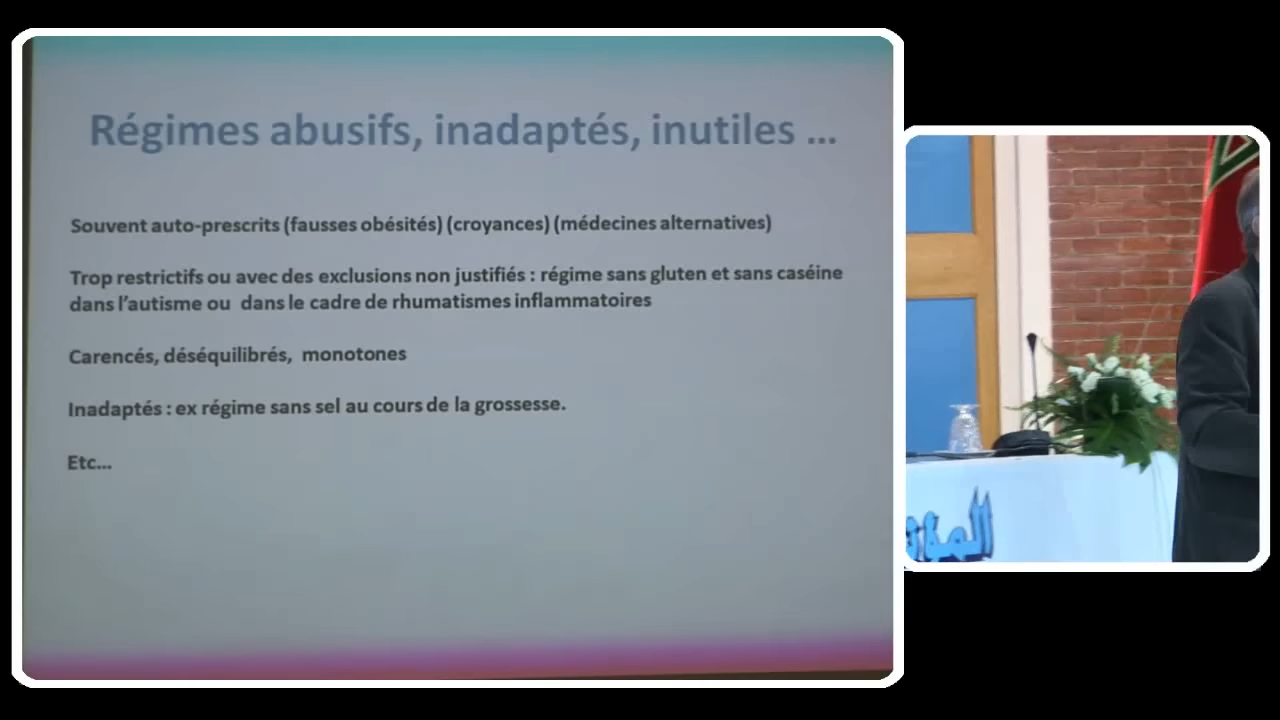 Régimes abusifs, inadaptés, inutiles ...
Souvent auto-prescrits (fausses obésités) (croyances) (médecines alternatives)
Trop restrictifs ou avec des exclusions non justifiés : régime sans gluten et sans caséine
dans l'autisme ou dans le cadre de rhumatismes inflammatoires
Carencés, déséquilibrés, monotones
Inadaptés : ex régime sans sel au cours de la grossesse.
Etc...